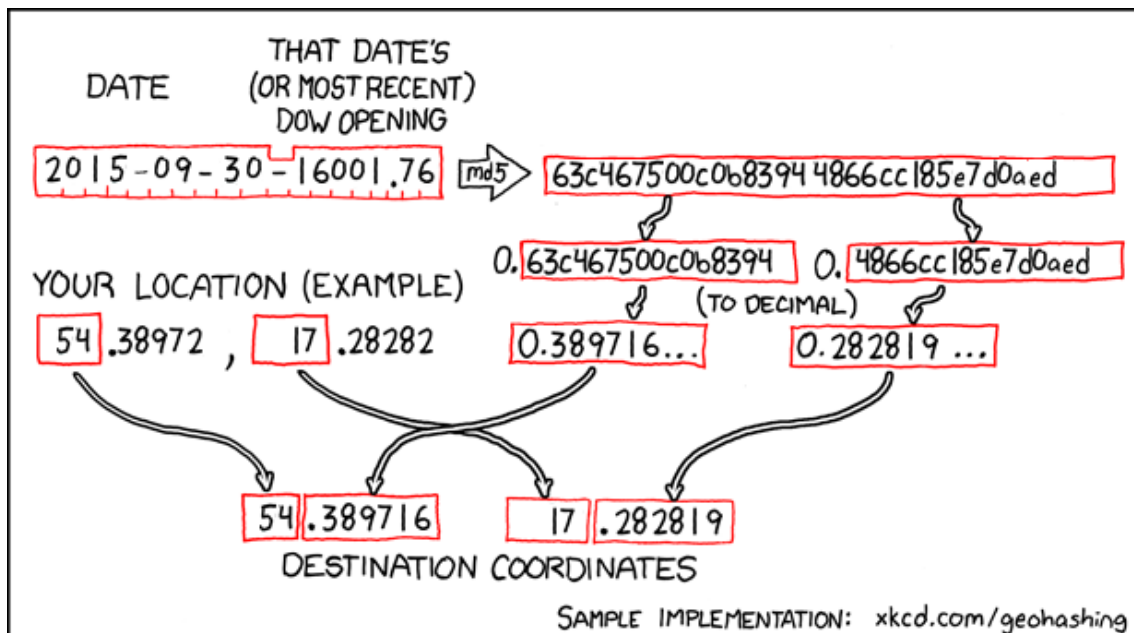 THAT DATE'S
DATE (OR MOST RECENT)
DOW OPENING
2015-09-30-16001.76 md5 63c467500c0b83944866cc185e7d0aed
0.63c467500c0b8394 0.4866cc185e7d0aed
YOUR LOCATION (EXAMPLE) (TO DECIMAL)
54.38972, 17.28282 0.389716... 0.282819...
54.389716 17.282819
DESTINATION COORDINATES
SAMPLE IMPLEMENTATION: xkcd.com/geohashing